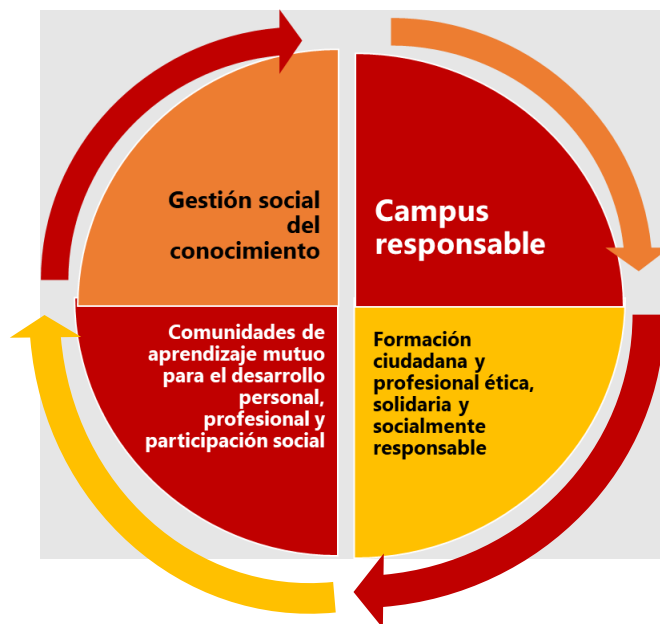 Gestión social
del
conocimiento
Campus
responsable
Comunidades de
aprendizaje mutuo
para el desarrollo
personal,
profesional y
participación social
Formación
ciudadana y
profesional ética,
solidaria y
socialmente
responsable